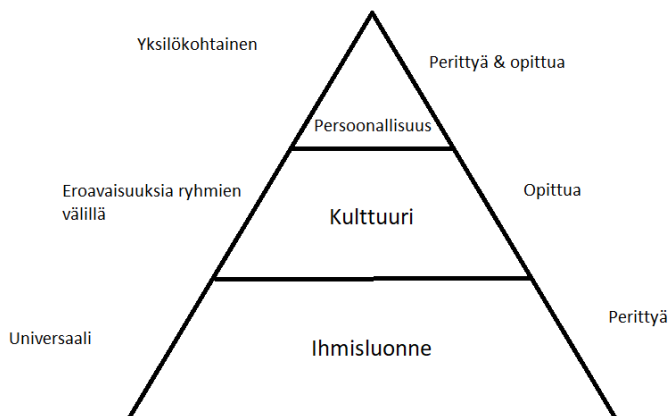 Yksilökohtainen
Perittyä & opittua
Persoonallisuus
Eroavaisuuksia ryhmien
välillä
Opittua
Kulttuuri
Perittyä
Universaali
Ihmisluonne